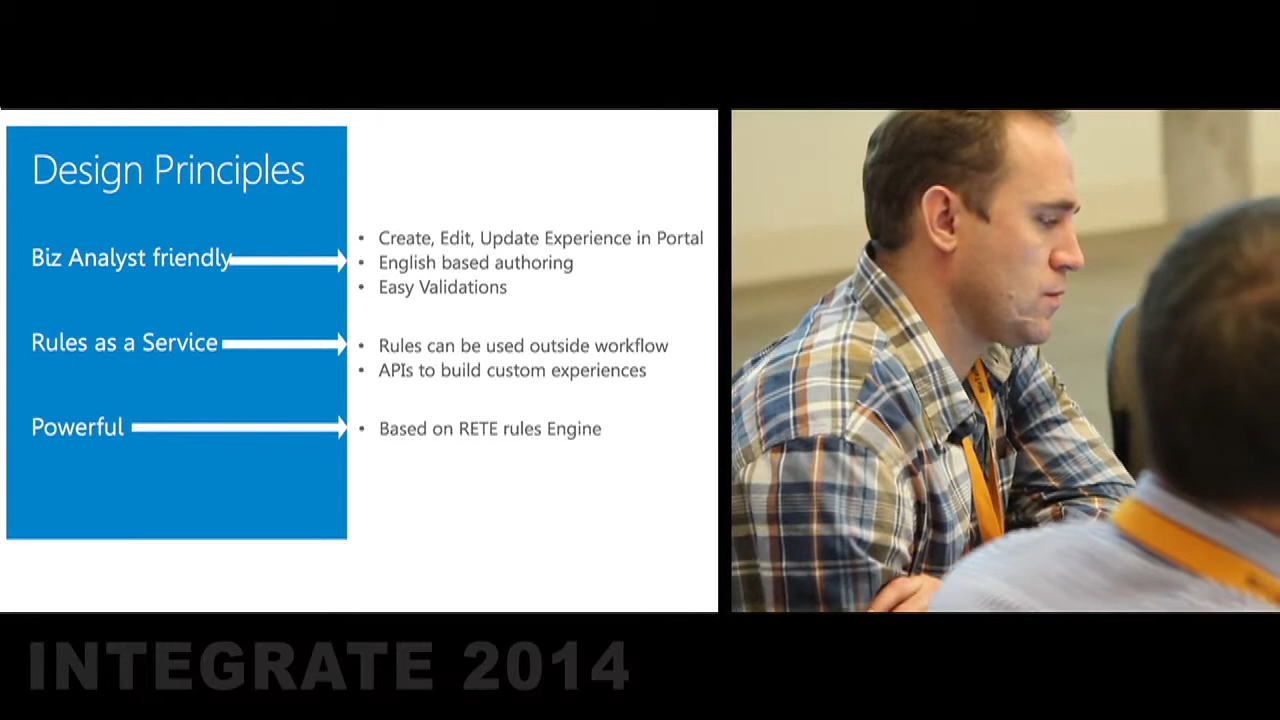 Design Principles
Biz Analyst friendly
• Create, Edit, Update Experience in Portal
• English based authoring
• Easy Validations
Rules as a Service
• Rules can be used outside workflow
• APIs to build custom experiences
Powerful
• Based on RETE rules Engine
INTEGRATE 2014